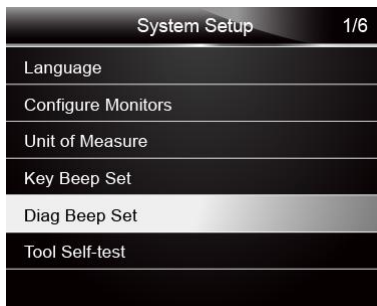 System Setup 1/6
Language
Configure Monitors
Unit of Measure
Key Beep Set
Diag Beep Set
Tool Self-test